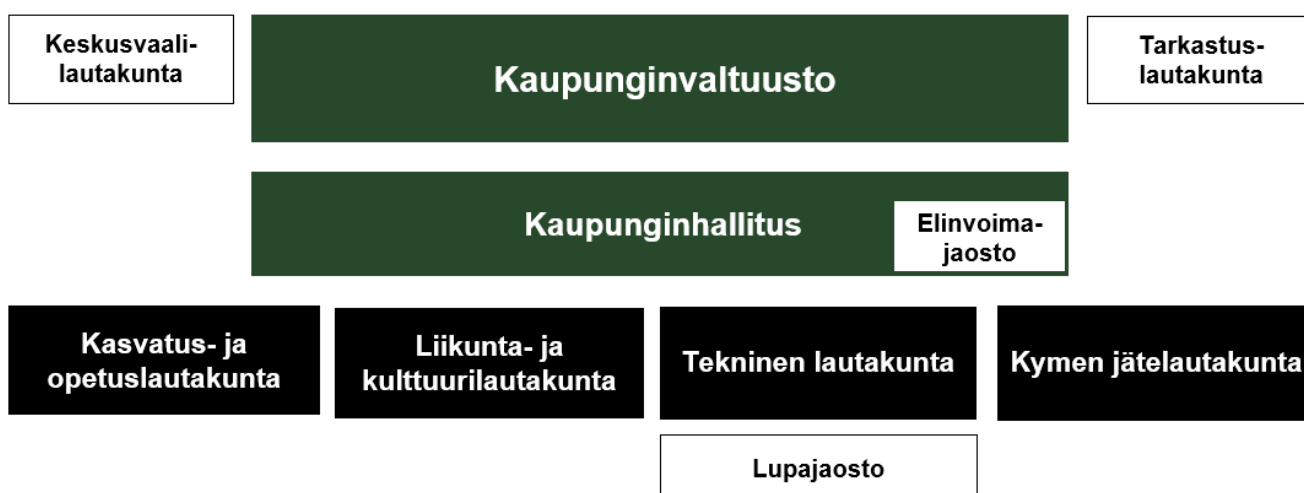 Keskusvaali-
lautakunta
Kaupunginvaltuusto
Tarkastus-
lautakunta
Kaupunginhallitus
Elinvoima-
jaosto
Kasvatus- ja
opetuslautakunta
Liikunta- ja
kulttuurilautakunta
Tekninen lautakunta
Kymen jätelautakunta
Lupajaosto